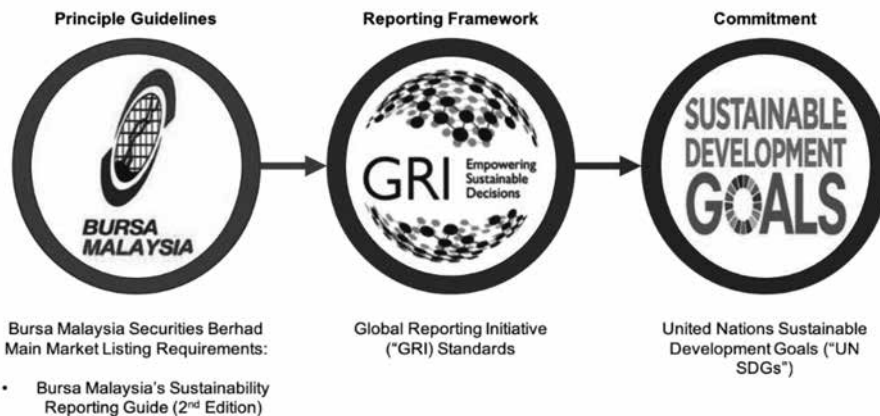 Principle Guidelines
Reporting Framework
Commitment
BURSA
MALAYSIA
GRI
Empowering
Sustainable
Decisions
SUSTAINABLE
DEVELOPMENT
GOALS
Bursa Malaysia Securities Berhad
Main Market Listing Requirements:
• Bursa Malaysia's Sustainability
Reporting Guide (2nd Edition)
Global Reporting Initiative
("GRI) Standards
United Nations Sustainable
Development Goals ("UN
SDGs")